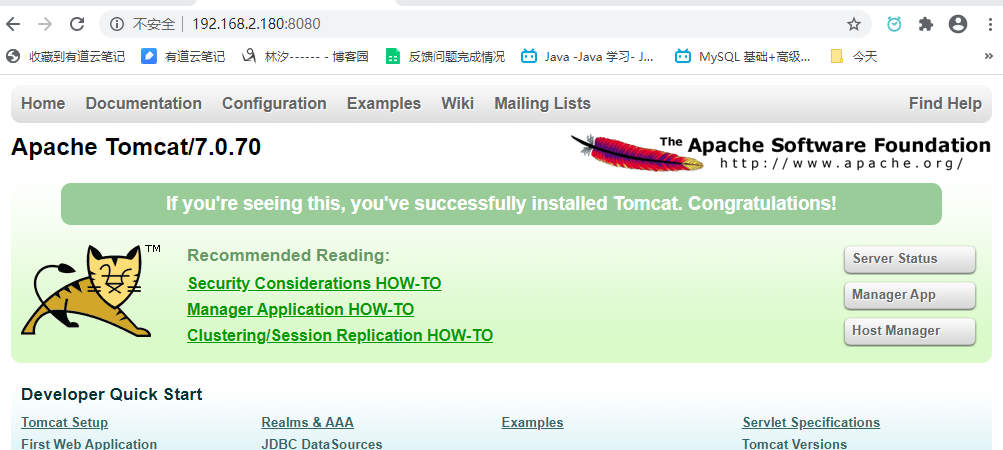 不安全 192.168.2.180:8080
收藏到有道云笔记 有道云笔记 林汐------ - 博客园 反馈问题完成情况 Java -Java 学习- J... MySQL 基础+高级... 今天 »
Home Documentation Configuration Examples Wiki Mailing Lists Find Help
Apache Tomcat/7.0.70
The Apache Software Foundation
http://www.apache.org/
If you're seeing this, you've successfully installed Tomcat. Congratulations!
TM
Recommended Reading:
Security Considerations HOW-TO
Manager Application HOW-TO
Clustering/Session Replication HOW-TO
Server Status
Manager App
Host Manager
Developer Quick Start
Tomcat Setup Realms & AAA Examples Servlet Specifications
First Web Application JDBC DataSources Tomcat Versions